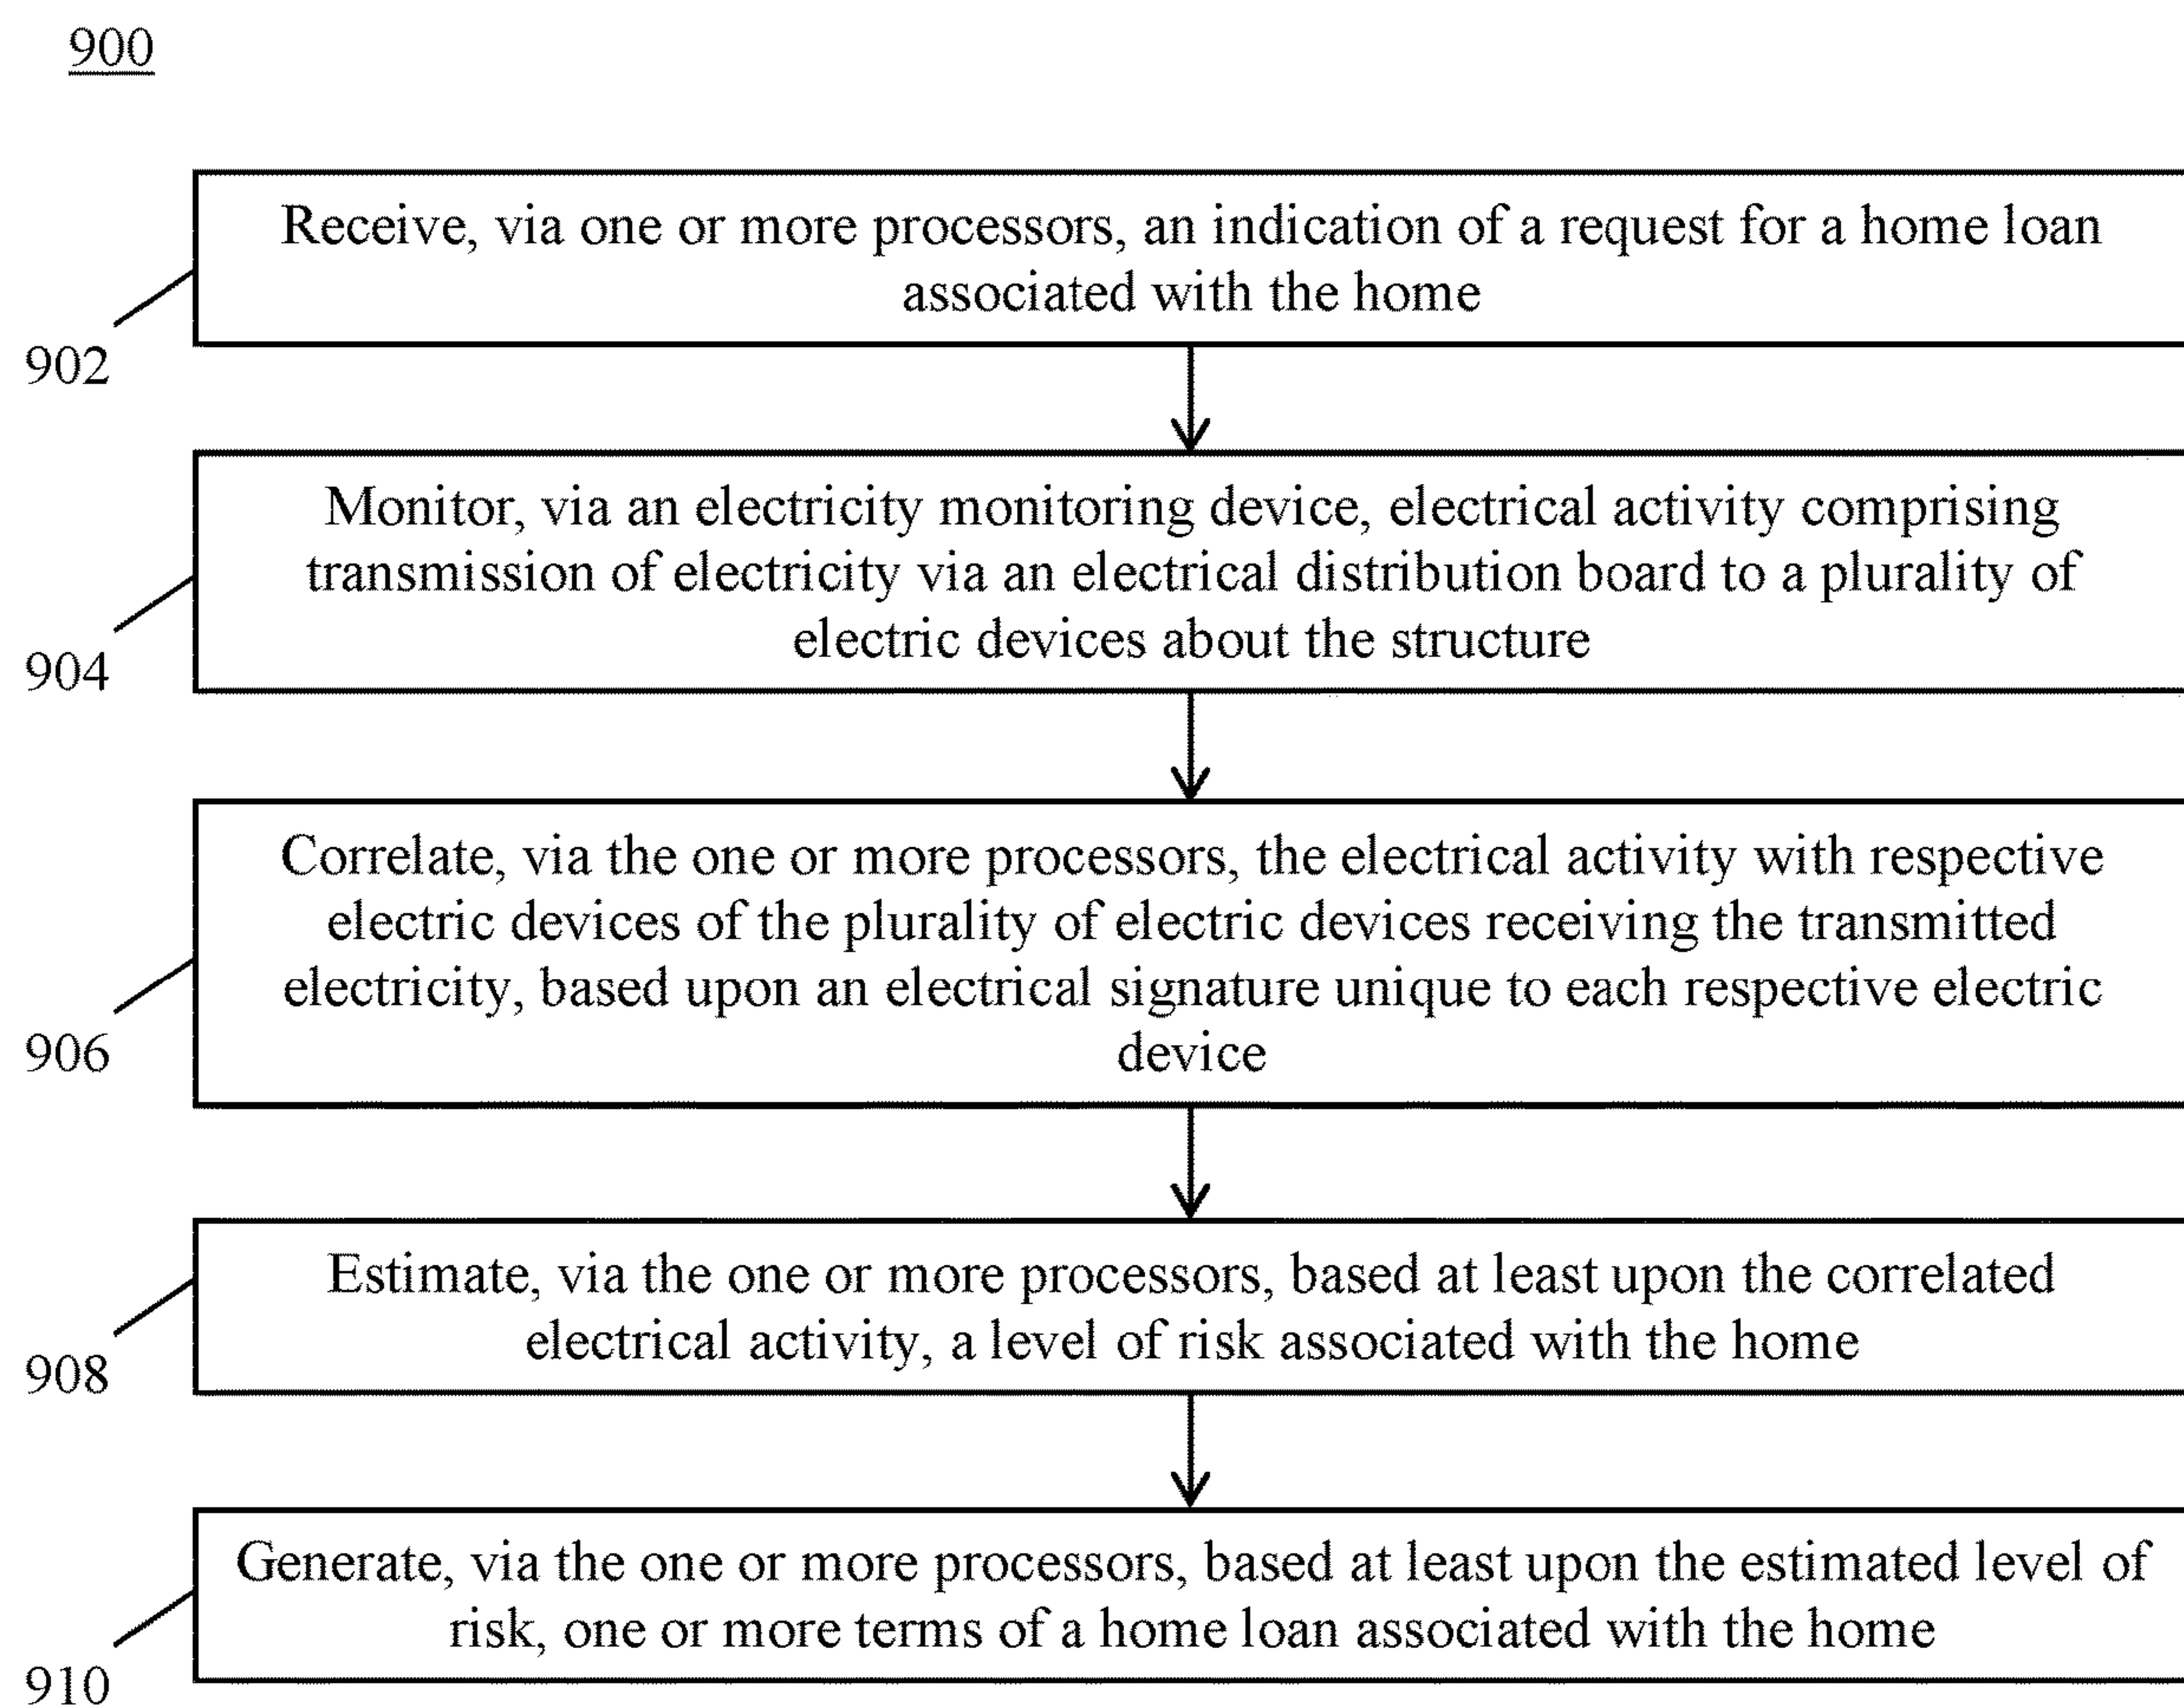 900
Receive, via one or more processors, an indication of a request for a home loan
associated with the home
902
Monitor, via an electricity monitoring device, electrical activity comprising
transmission of electricity via an electrical distribution board to a plurality of
electric devices about the structure
904
Correlate, via the one or more processors, the electrical activity with respective
electric devices of the plurality of electric devices receiving the transmitted
electricity, based upon an electrical signature unique to each respective electric
device
906
Estimate, via the one or more processors, based at least upon the correlated
electrical activity, a level of risk associated with the home
908
Generate, via the one or more processors, based at least upon the estimated level of
risk, one or more terms of a home loan associated with the home
910